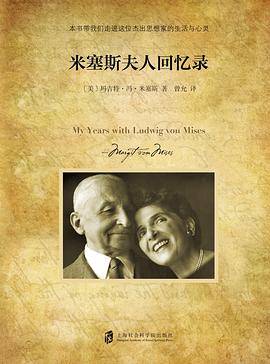 本书带我们走进这位杰出思想家的生活与心灵
米塞斯夫人回忆录
〔美〕玛吉特·冯·米塞斯 著 曾允 译
My Years with Ludwig von Mises
—Margit von Mises
上海社会科学院出版社
Shanghai Academy of Social Sciences Press